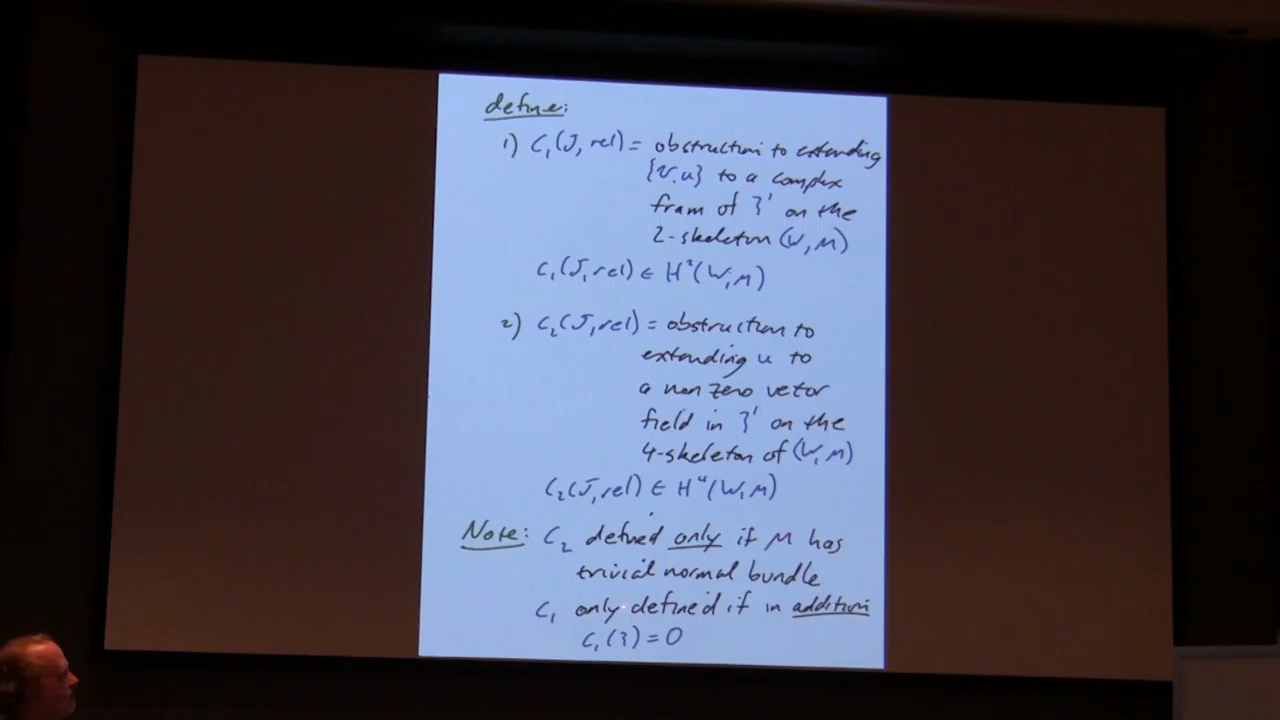 define:
1) C₁(J, rel) = obstruction to extending
{v, u} to a complex
fram of ξ' on the
2-skeleton (W, M)
C₁(J, rel) ∈ H²(W, M)
2) C₂(J, rel) = obstruction to
extending u to
a non zero vetor
field in ξ' on the
4-skeleton of (W, M)
C₂(J, rel) ∈ H⁴(W, M)
Note: C₂ defined only if M has
trivial normal bundle
C₁ only defined if in addition
C₁(ξ) = 0